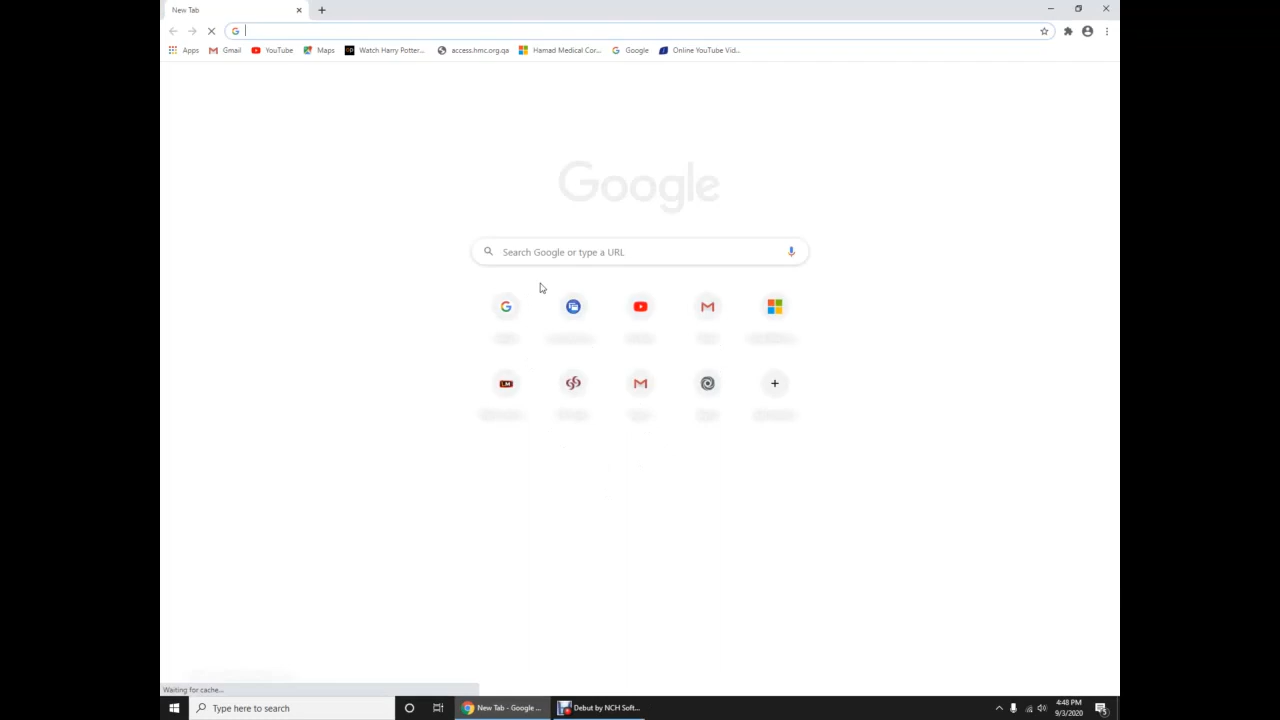 New Tab
Apps Gmail YouTube Maps Watch Harry Potter... access.hmc.org.qa Hamad Medical Cor... Google Online YouTube Vid...
Google
Search Google or type a URL
Waiting for cache...
Type here to search New Tab - Google ... Debut by NCH Soft... 4:48 PM
9/3/2020